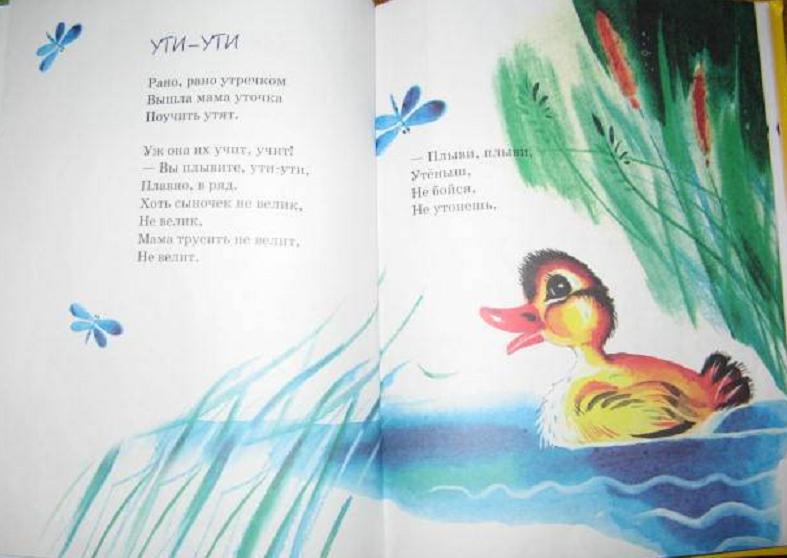 УТИ-УТИ
Рано, рано утречком
Вышла мама уточка
Поучить утят.
Уж она их учит, учит!
— Вы плывите, ути-ути,
Плавно, в ряд.
Хоть сыночек не велик,
Не велик,
Мама трусить не велит,
Не велит.
— Плыви, плыви,
Утёныш,
Не бойся,
Не утонешь.